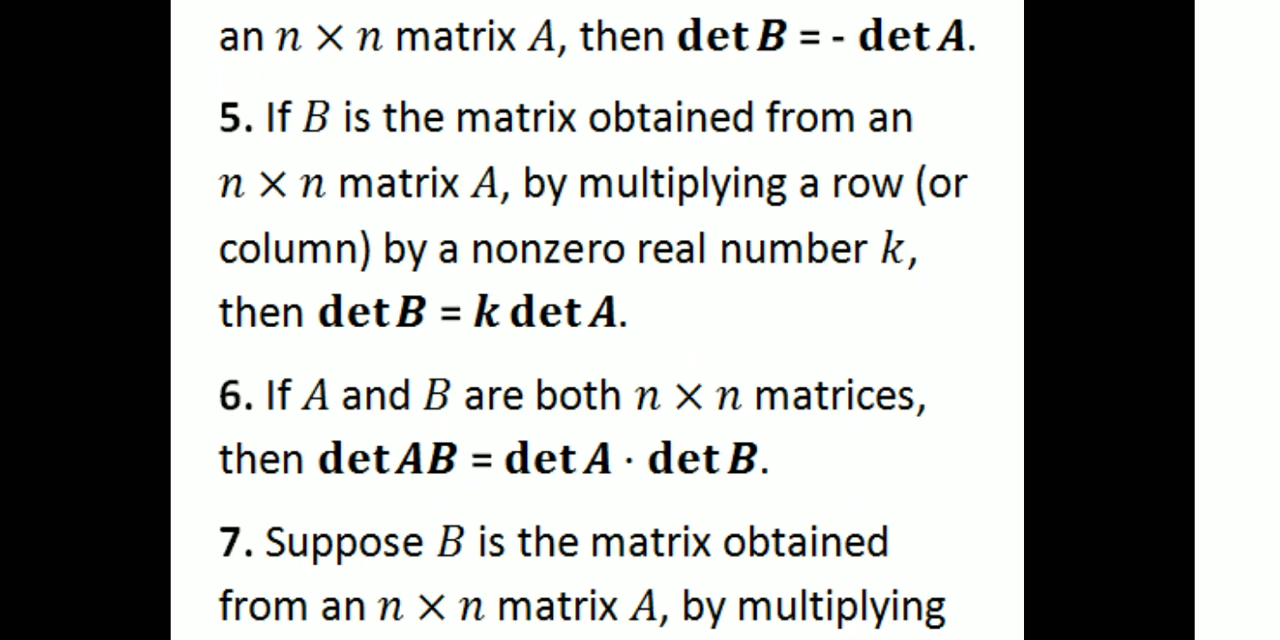 an n × n matrix A, then det B = - det A.
5. If B is the matrix obtained from an
n × n matrix A, by multiplying a row (or
column) by a nonzero real number k,
then det B = k det A.
6. If A and B are both n × n matrices,
then det AB = det A · det B.
7. Suppose B is the matrix obtained
from an n × n matrix A, by multiplying